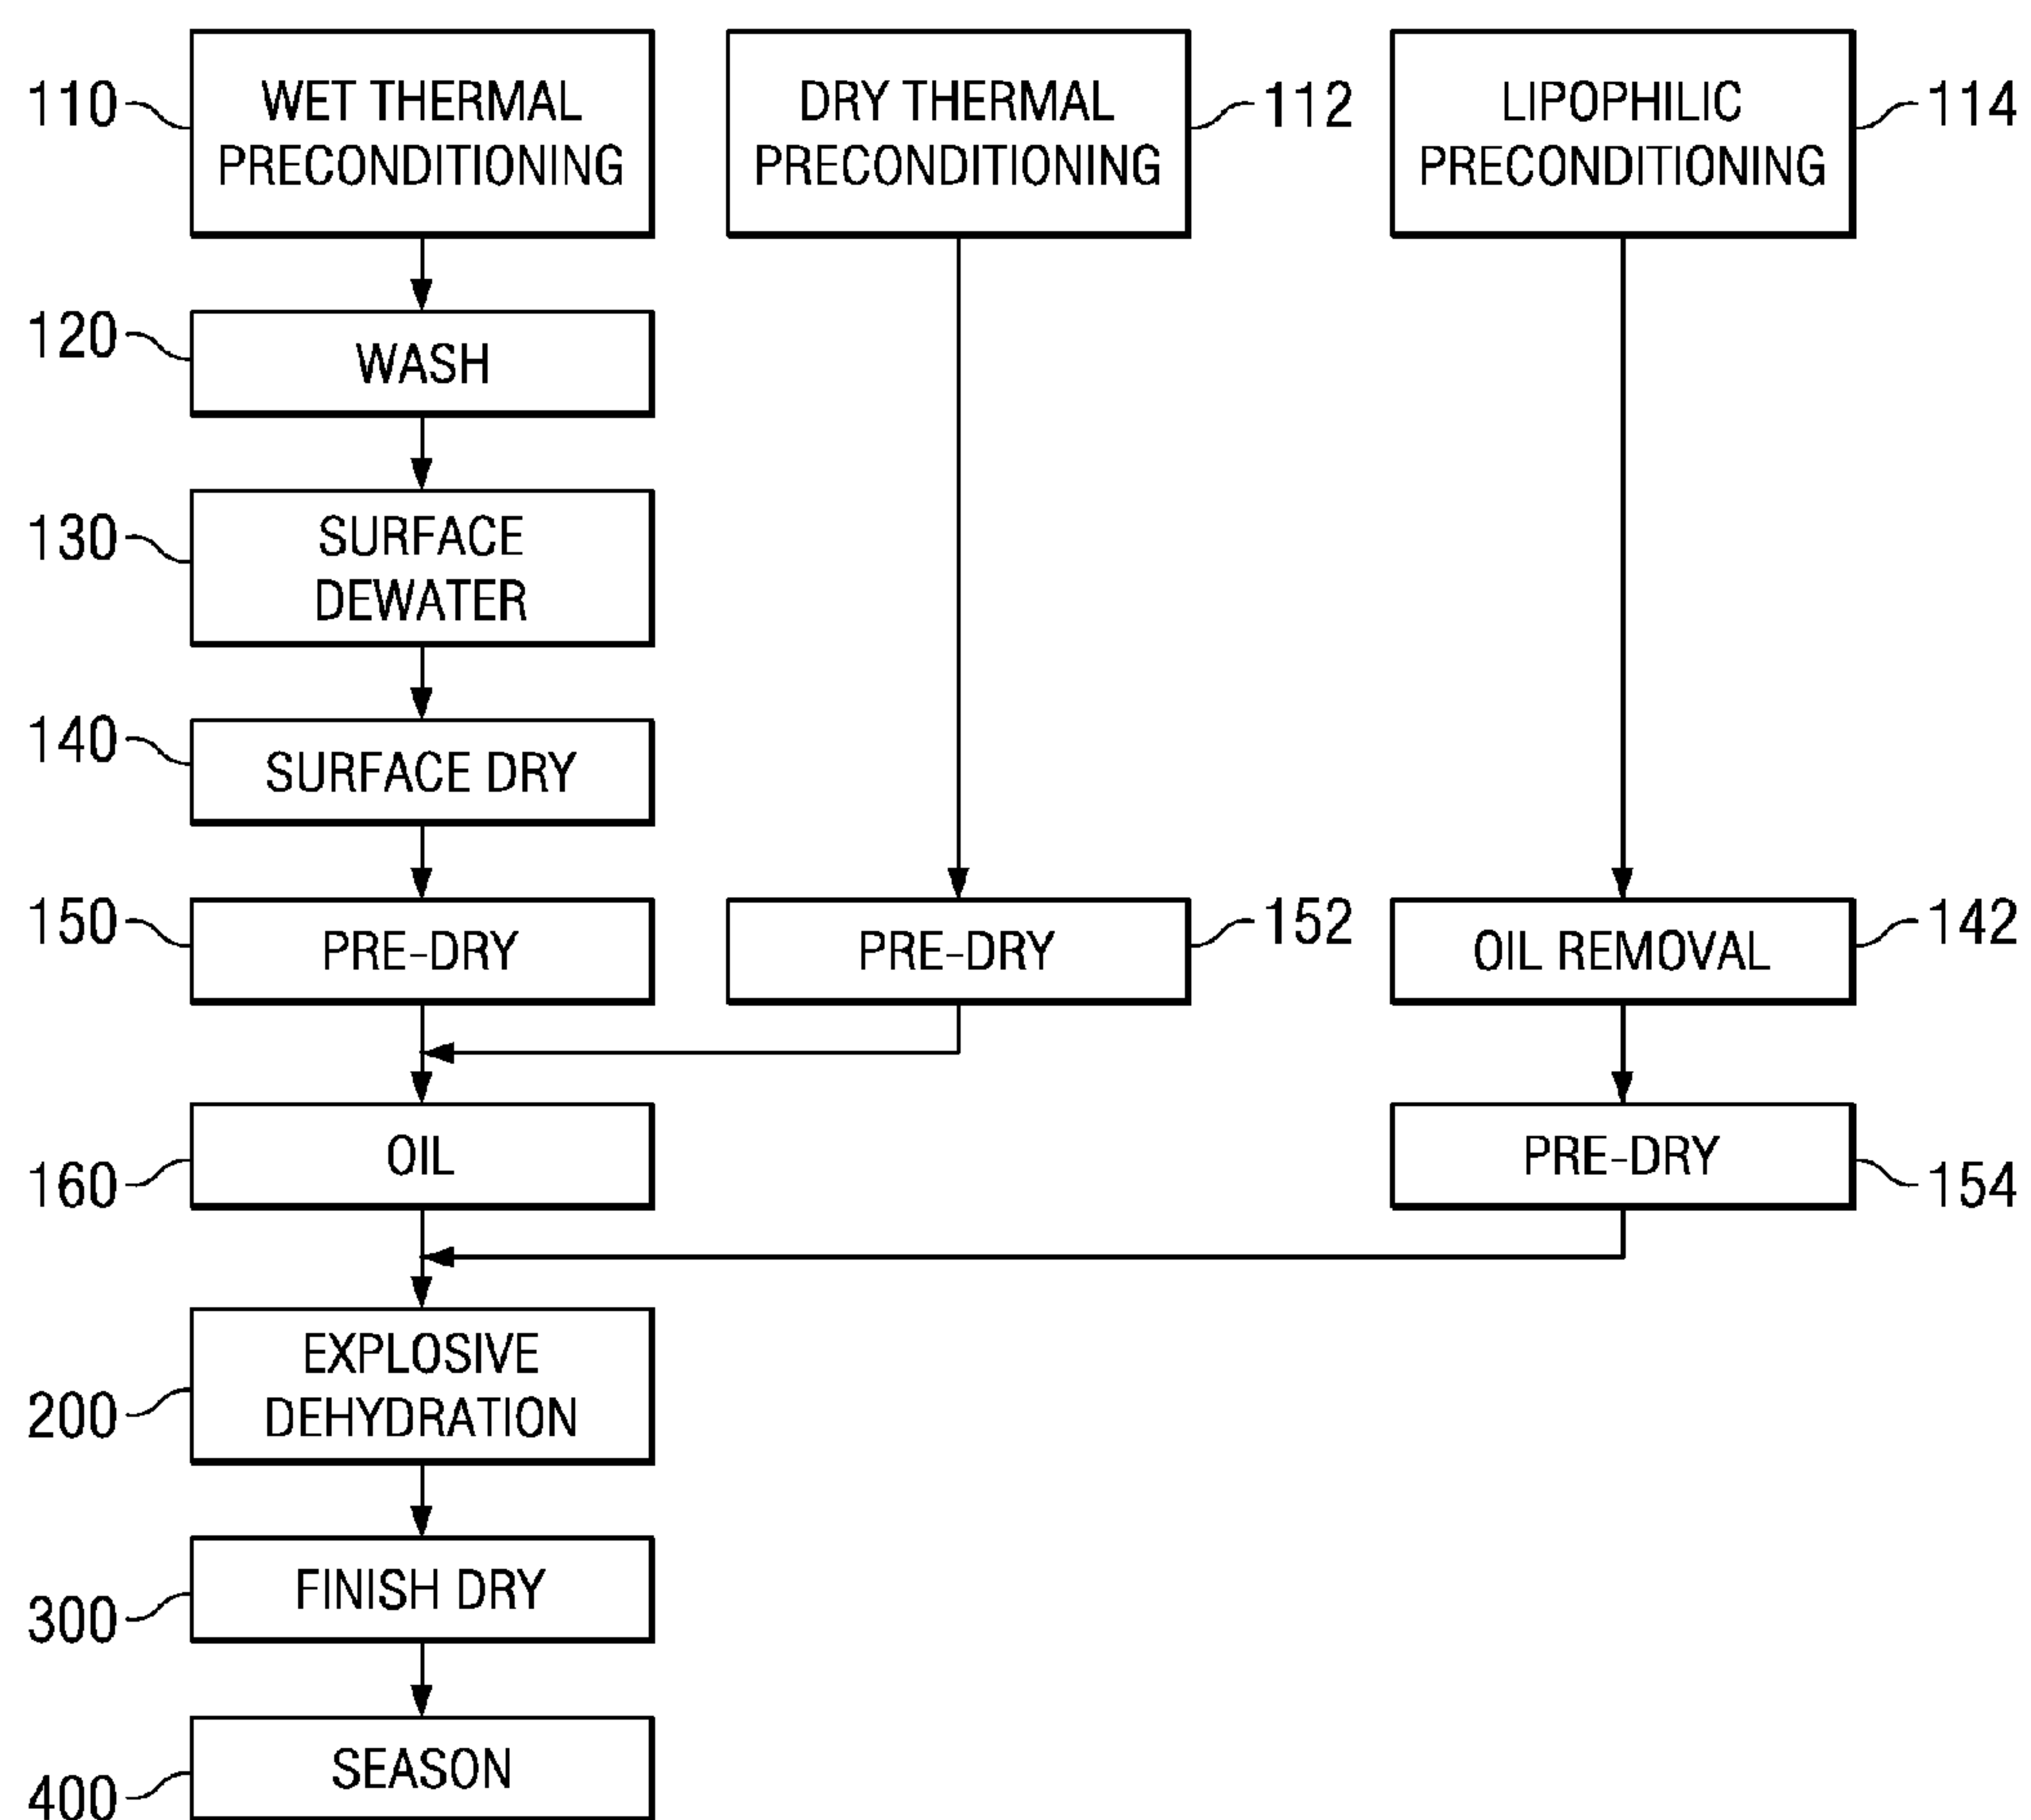 110
WET THERMAL
PRECONDITIONING
DRY THERMAL
PRECONDITIONING
112
LIPOPHILIC
PRECONDITIONING
114
120
WASH
130
SURFACE
DEWATER
140
SURFACE DRY
150
PRE-DRY
PRE-DRY
152
OIL REMOVAL
142
160
OIL
PRE-DRY
154
200
EXPLOSIVE
DEHYDRATION
300
FINISH DRY
400
SEASON